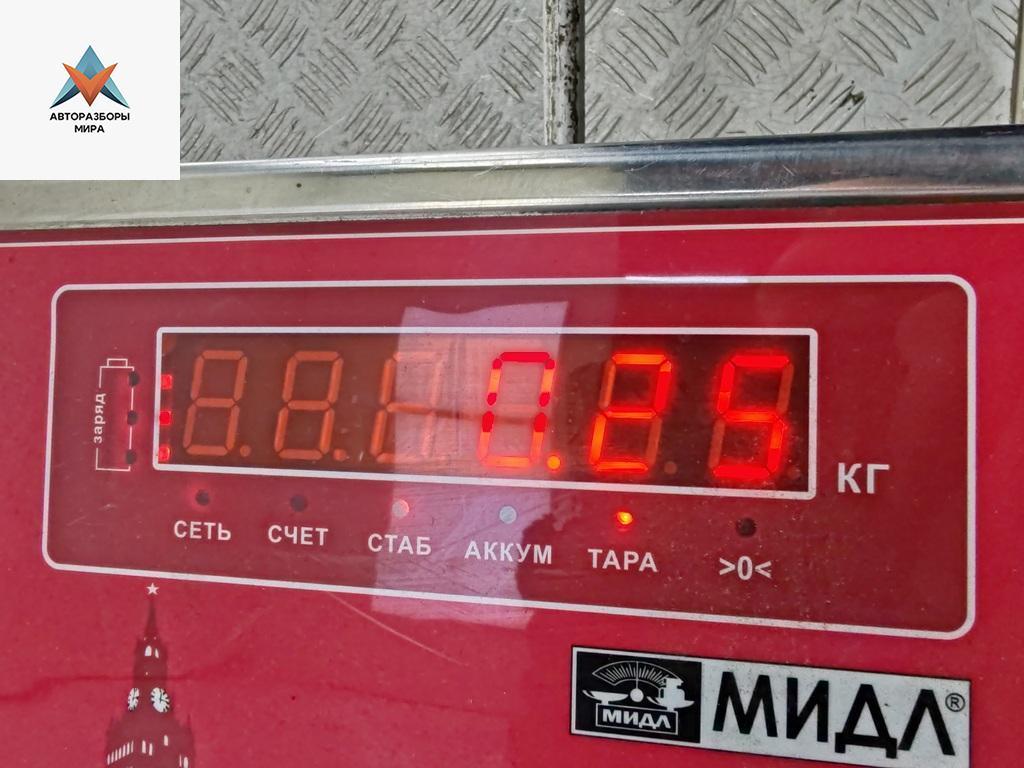 АВТОРАЗБОРЫ
МИРА
заряд
0.25
КГ
СЕТЬ СЧЕТ СТАБ АККУМ ТАРА >0<
МИДЛ МИДЛ®